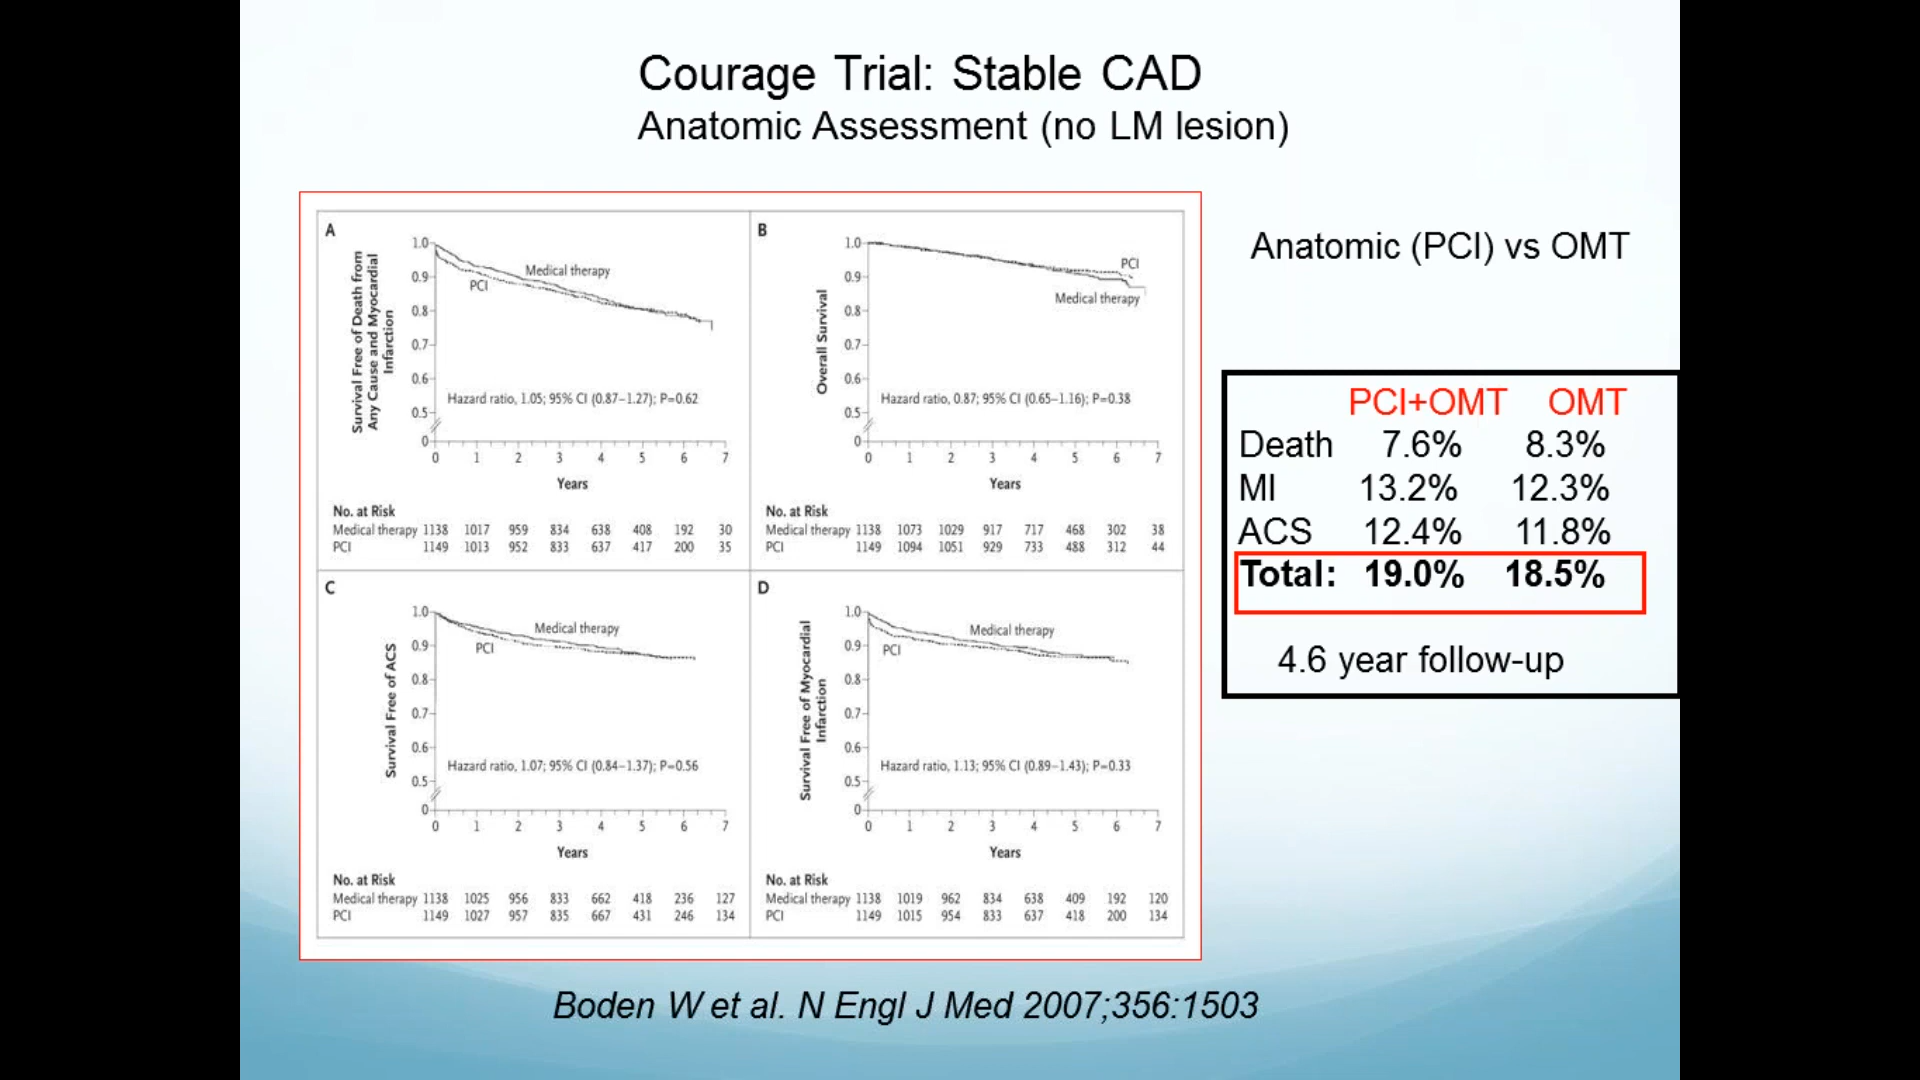 Courage Trial: Stable CAD
Anatomic Assessment (no LM lesion)
A
Survival Free of Death from
Any Cause and Myocardial
Infarction
1.0
0.9
0.8
0.7
0.6
0.5
0
Medical therapy
PCI
Hazard ratio, 1.05; 95% CI (0.87–1.27); P=0.62
0 1 2 3 4 5 6 7
Years
No. at Risk
Medical therapy 1138 1017 959 834 638 408 192 30
PCI 1149 1013 952 833 637 417 200 35
B
Overall Survival
1.0
0.9
0.8
0.7
0.6
0.5
0
PCI
Medical therapy
Hazard ratio, 0.87; 95% CI (0.65–1.16); P=0.38
0 1 2 3 4 5 6 7
Years
No. at Risk
Medical therapy 1138 1073 1029 917 717 468 302 38
PCI 1149 1094 1051 929 733 488 312 44
C
Survival Free of ACS
1.0
0.9
0.8
0.7
0.6
0.5
0
Medical therapy
PCI
Hazard ratio, 1.07; 95% CI (0.84–1.37); P=0.56
0 1 2 3 4 5 6 7
Years
No. at Risk
Medical therapy 1138 1025 956 833 662 418 236 127
PCI 1149 1027 957 835 667 431 246 134
D
Survival Free of Myocardial
Infarction
1.0
0.9
0.8
0.7
0.6
0.5
0
Medical therapy
PCI
Hazard ratio, 1.13; 95% CI (0.89–1.43); P=0.33
0 1 2 3 4 5 6 7
Years
No. at Risk
Medical therapy 1138 1019 962 834 638 409 192 120
PCI 1149 1015 954 833 637 418 200 134
Anatomic (PCI) vs OMT
PCI+OMT OMT
Death 7.6% 8.3%
MI 13.2% 12.3%
ACS 12.4% 11.8%
Total: 19.0% 18.5%
4.6 year follow-up
Boden W et al. N Engl J Med 2007;356:1503